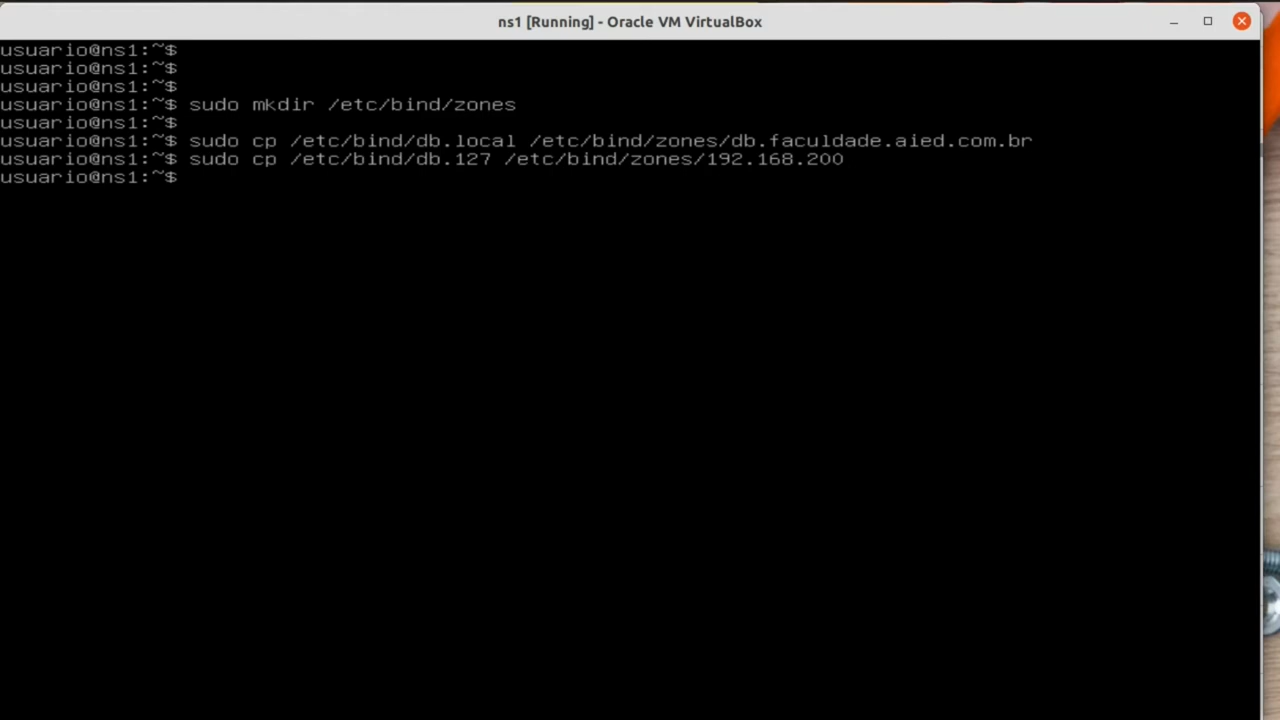 ns1 [Running] - Oracle VM VirtualBox
usuario@ns1:~$
usuario@ns1:~$
usuario@ns1:~$
usuario@ns1:~$ sudo mkdir /etc/bind/zones
usuario@ns1:~$
usuario@ns1:~$ sudo cp /etc/bind/db.local /etc/bind/zones/db.faculdade.aied.com.br
usuario@ns1:~$ sudo cp /etc/bind/db.127 /etc/bind/zones/192.168.200
usuario@ns1:~$